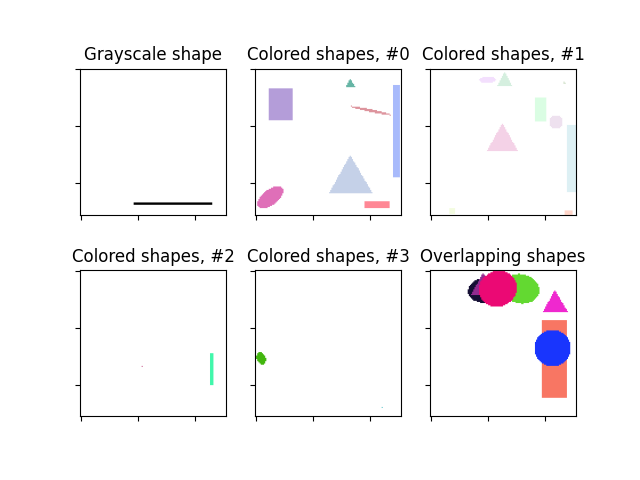 Grayscale shape
Colored shapes, #0
Colored shapes, #1
Colored shapes, #2
Colored shapes, #3
Overlapping shapes